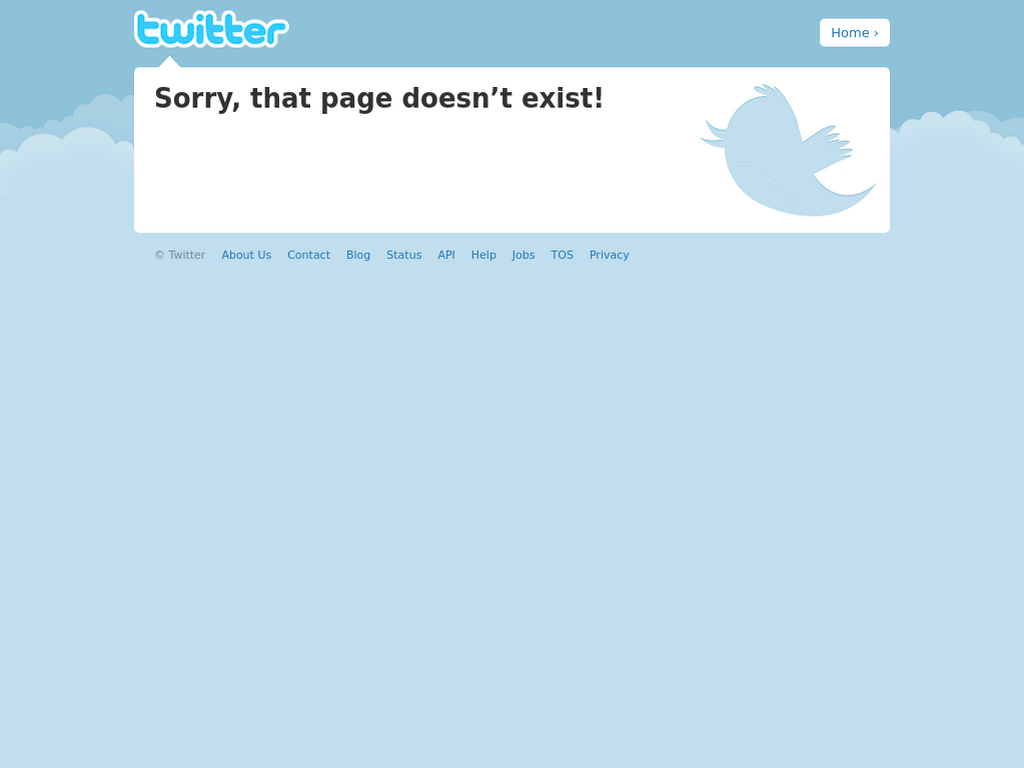 twitter
Home ›
Sorry, that page doesn’t exist!
© Twitter About Us Contact Blog Status API Help Jobs TOS Privacy